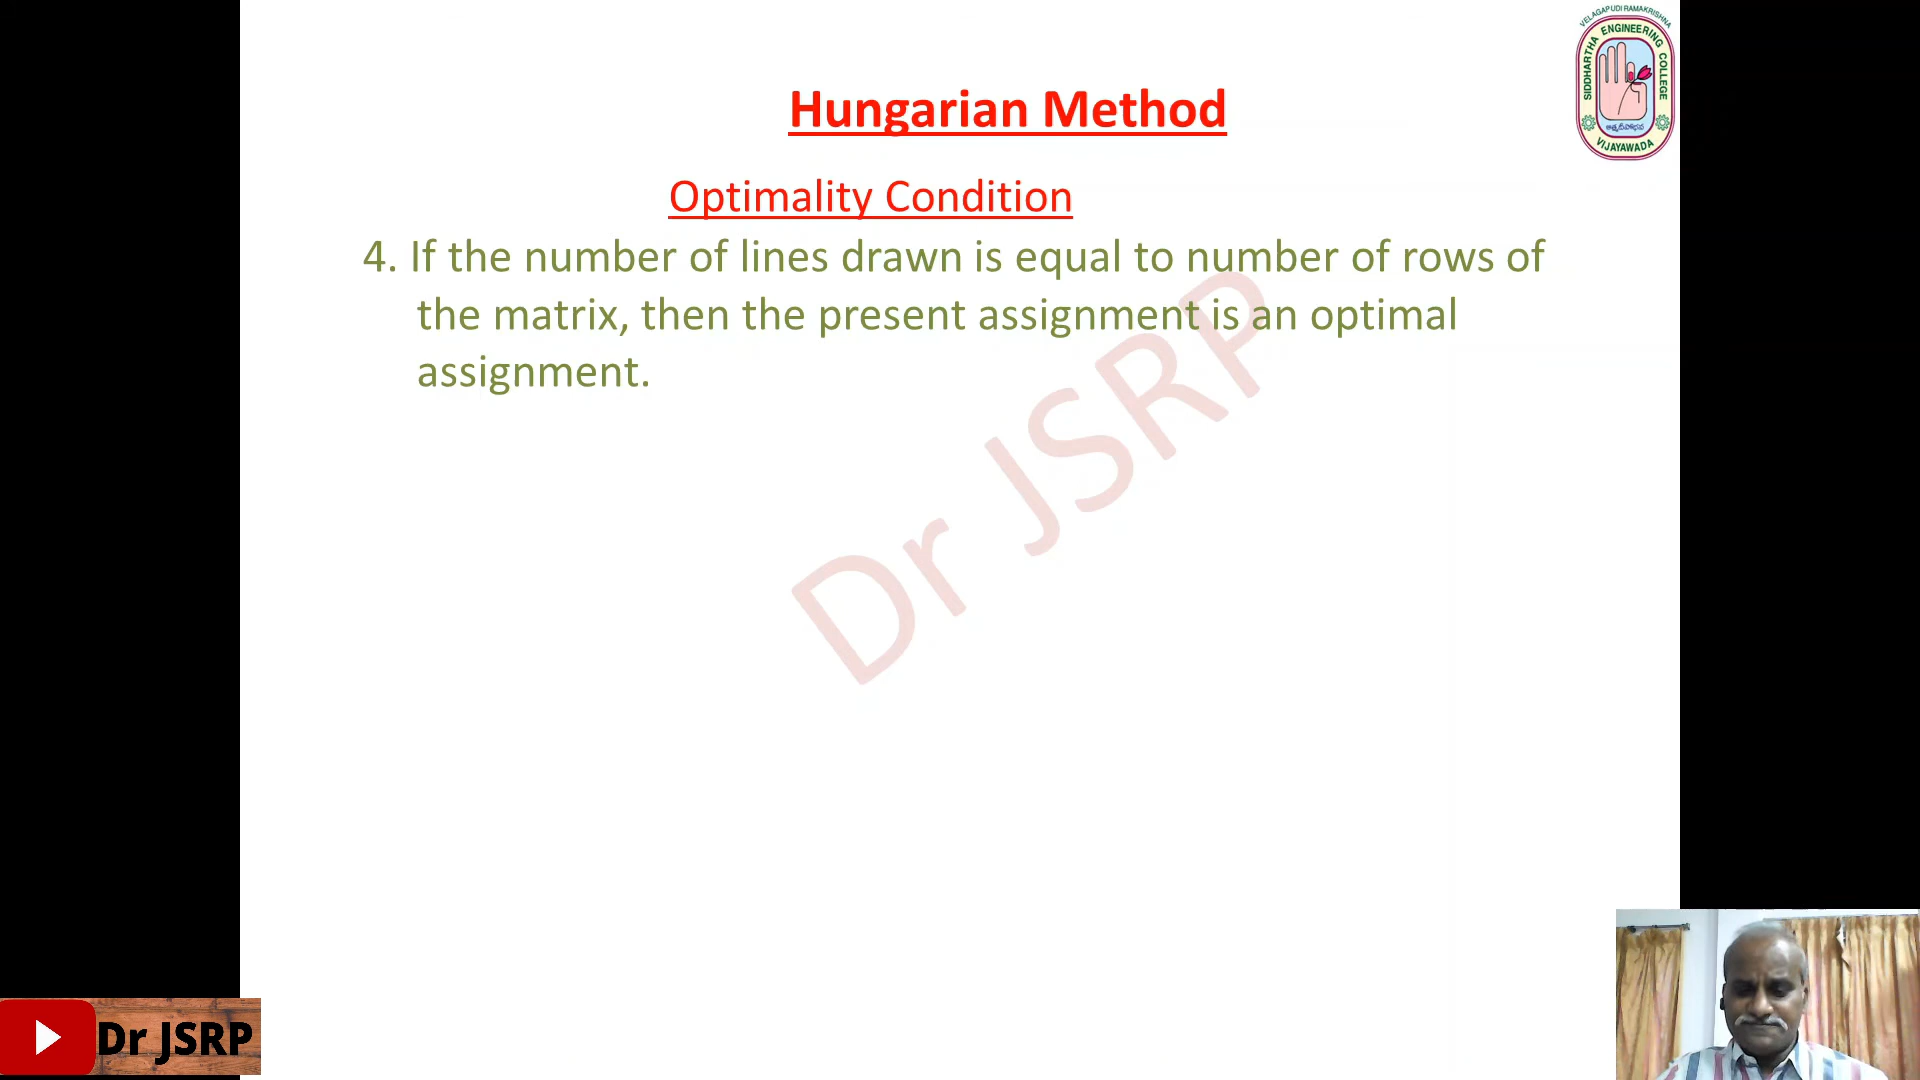 VELAGAPUDI RAMAKRISHNA
SIDDHARTHA ENGINEERING COLLEGE
VIJAYAWADA
Hungarian Method
Optimality Condition
4. If the number of lines drawn is equal to number of rows of
the matrix, then the present assignment is an optimal
assignment.
Dr JSRP
Dr JSRP